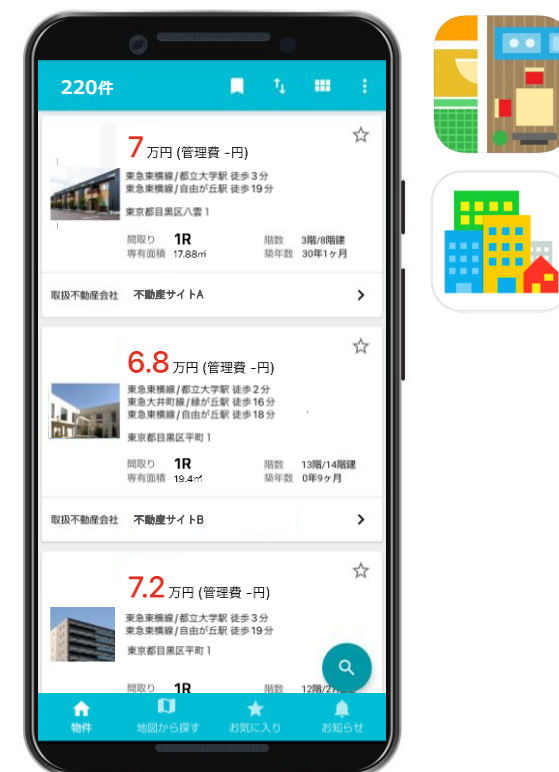 220件
7万円 (管理費 -円)
東急東横線/都立大学駅 徒歩3分
東急東横線/自由が丘駅 徒歩19分
東京都目黒区八雲1
間取り 1R 階数 3階/8階建
専有面積 17.88㎡ 築年数 30年1ヶ月
取扱不動産会社 不動産サイトA
6.8万円 (管理費 -円)
東急東横線/都立大学駅 徒歩2分
東急大井町線/緑が丘駅 徒歩16分
東急東横線/自由が丘駅 徒歩18分
東京都目黒区平町1
間取り 1R 階数 13階/14階建
専有面積 19.4㎡ 築年数 0年9ヶ月
取扱不動産会社 不動産サイトB
7.2万円 (管理費 -円)
東急東横線/都立大学駅 徒歩3分
東急東横線/自由が丘駅 徒歩19分
東京都目黒区平町1
間取り 1R 階数 12階/
物件 地図から探す お気に入り お知らせ